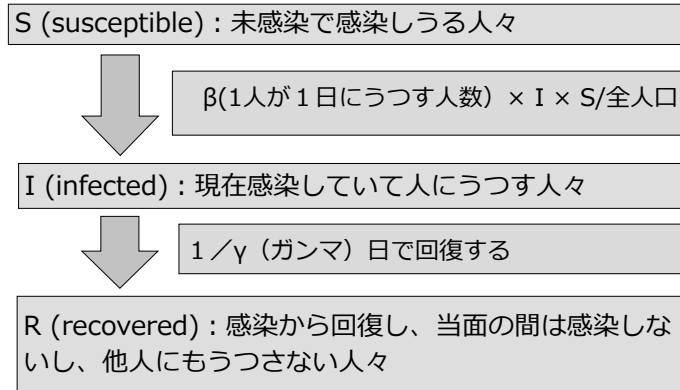 S (susceptible)：未感染で感染しうる人々
β(1人が１日にうつす人数）× I × S/全人口
I (infected)：現在感染していて人にうつす人々
１／γ（ガンマ）日で回復する
R (recovered)：感染から回復し、当面の間は感染しな
いし、他人にもうつさない人々